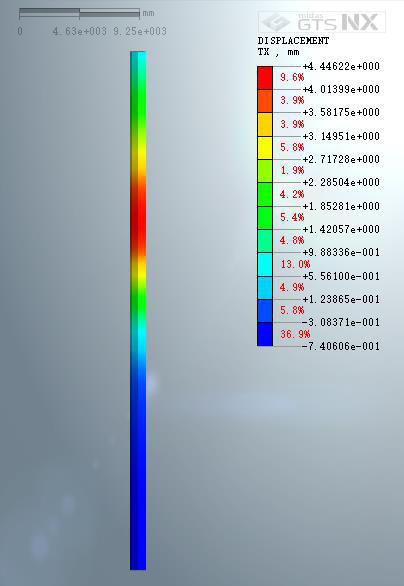 mm
0 4.63e+003 9.25e+003
midas
GTS NX
DISPLACEMENT
TX , mm
+4.44622e+000
9.6%
+4.01399e+000
3.9%
+3.58175e+000
3.9%
+3.14951e+000
5.8%
+2.71728e+000
1.9%
+2.28504e+000
4.2%
+1.85281e+000
5.4%
+1.42057e+000
4.8%
+9.88336e-001
13.0%
+5.56100e-001
4.9%
+1.23865e-001
5.8%
-3.08371e-001
36.9%
-7.40606e-001